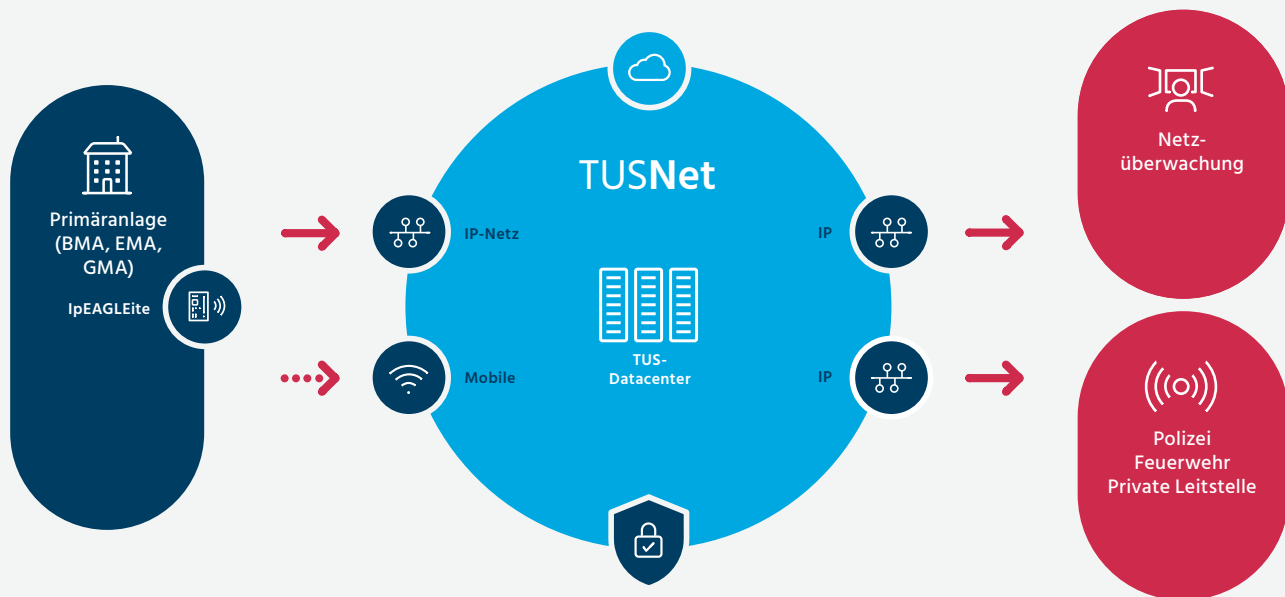 Primäranlage
(BMA, EMA,
GMA)
IpEAGLEite
TUSNet
IP-Netz
Mobile
TUS-
Datacenter
IP
IP
Netz-
überwachung
Polizei
Feuerwehr
Private Leitstelle